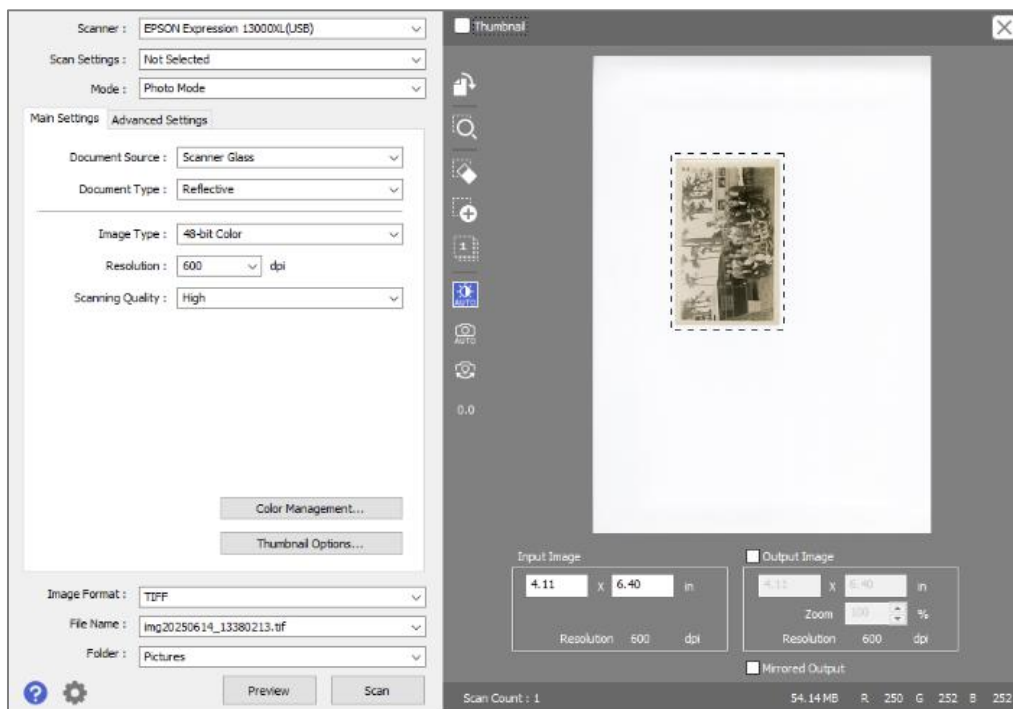 Scanner : EPSON Expression 13000XL(USB)
Scan Settings : Not Selected
Mode : Photo Mode
Main Settings Advanced Settings
Document Source : Scanner Glass
Document Type : Reflective
Image Type : 48-bit Color
Resolution : 600 dpi
Scanning Quality : High
Color Management...
Thumbnail Options...
Image Format : TIFF
File Name : img20250614_13380213.tif
Folder : Pictures
Preview Scan
Thumbnail
1
AUTO
AUTO
0.0
Input Image
4.11 X 6.40 in
Resolution 600 dpi
Output Image
4.11 X 6.40 in
Zoom 100 %
Resolution 600 dpi
Mirrored Output
Scan Count : 1 54.14 MB R 250 G 252 B 252